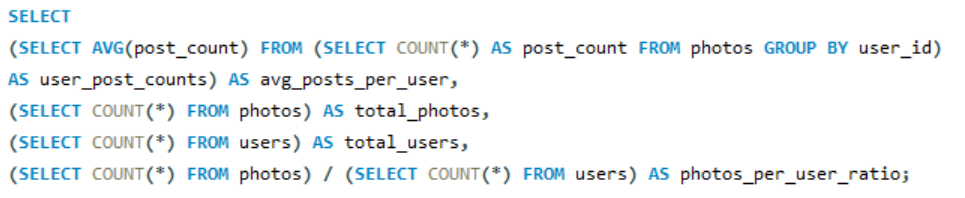 SELECT
(SELECT AVG(post_count) FROM (SELECT COUNT(*) AS post_count FROM photos GROUP BY user_id)
AS user_post_counts) AS avg_posts_per_user,
(SELECT COUNT(*) FROM photos) AS total_photos,
(SELECT COUNT(*) FROM users) AS total_users,
(SELECT COUNT(*) FROM photos) / (SELECT COUNT(*) FROM users) AS photos_per_user_ratio;